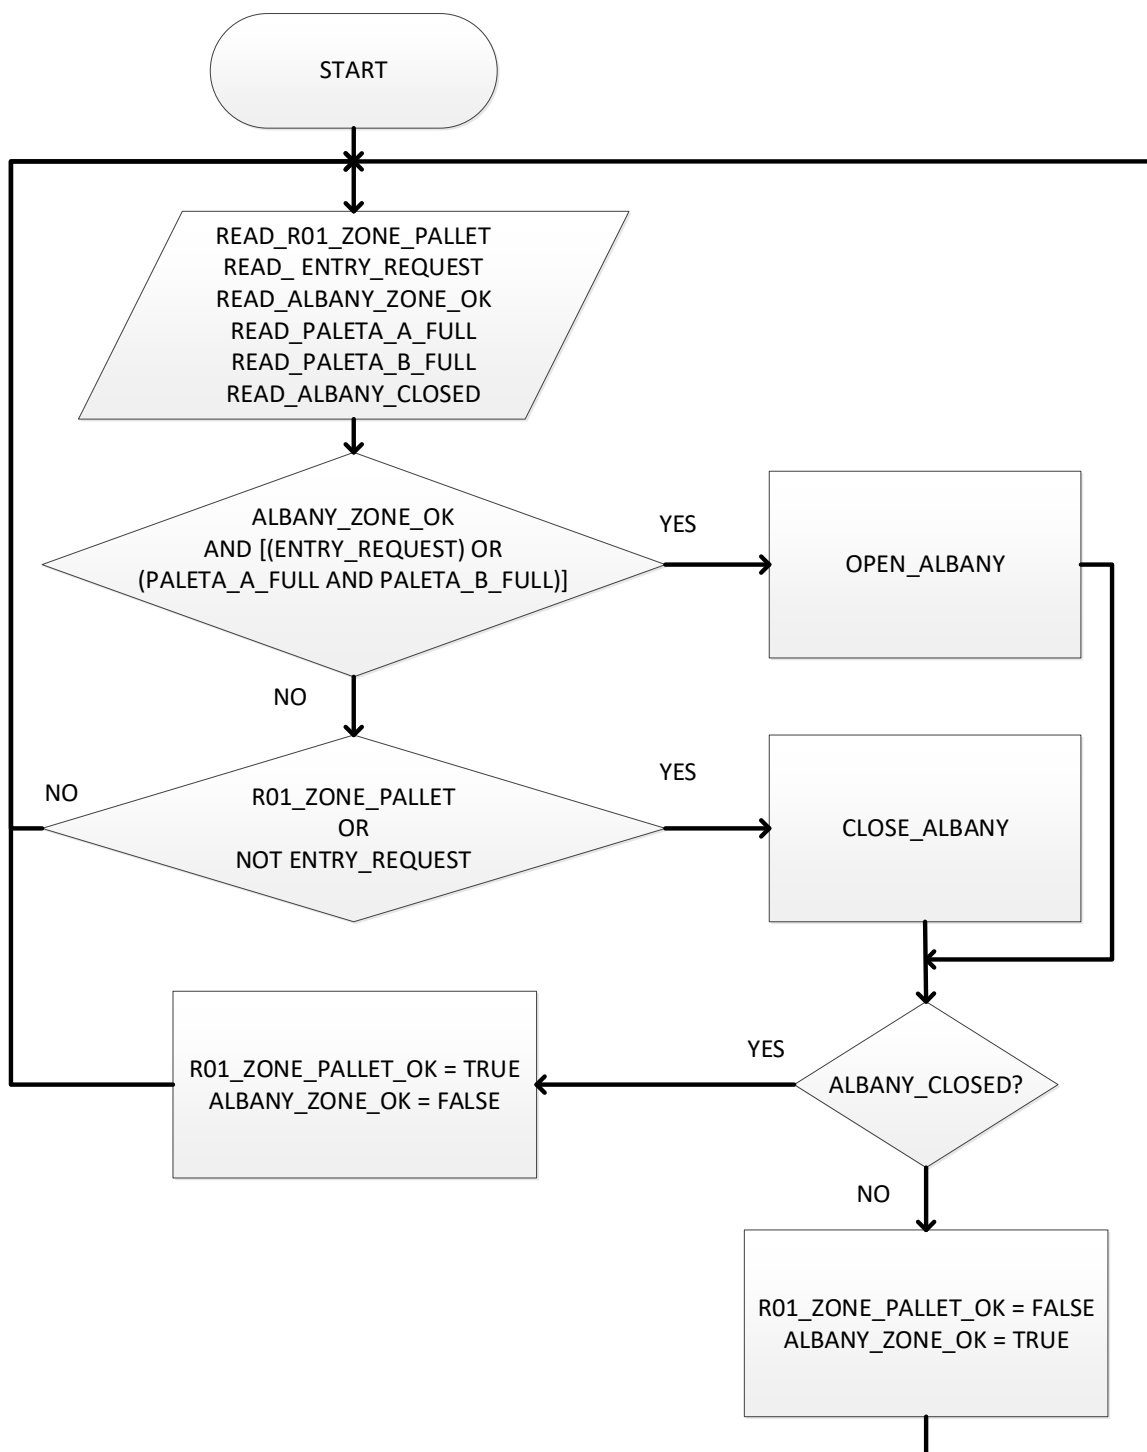 START
READ_R01_ZONE_PALLET
READ_ ENTRY_REQUEST
READ_ALBANY_ZONE_OK
READ_PALETA_A_FULL
READ_PALETA_B_FULL
READ_ALBANY_CLOSED
ALBANY_ZONE_OK
AND [(ENTRY_REQUEST) OR
(PALETA_A_FULL AND PALETA_B_FULL)]
YES
OPEN_ALBANY
NO
R01_ZONE_PALLET
OR
NOT ENTRY_REQUEST
NO
YES
CLOSE_ALBANY
ALBANY_CLOSED?
YES
R01_ZONE_PALLET_OK = TRUE
ALBANY_ZONE_OK = FALSE
NO
R01_ZONE_PALLET_OK = FALSE
ALBANY_ZONE_OK = TRUE